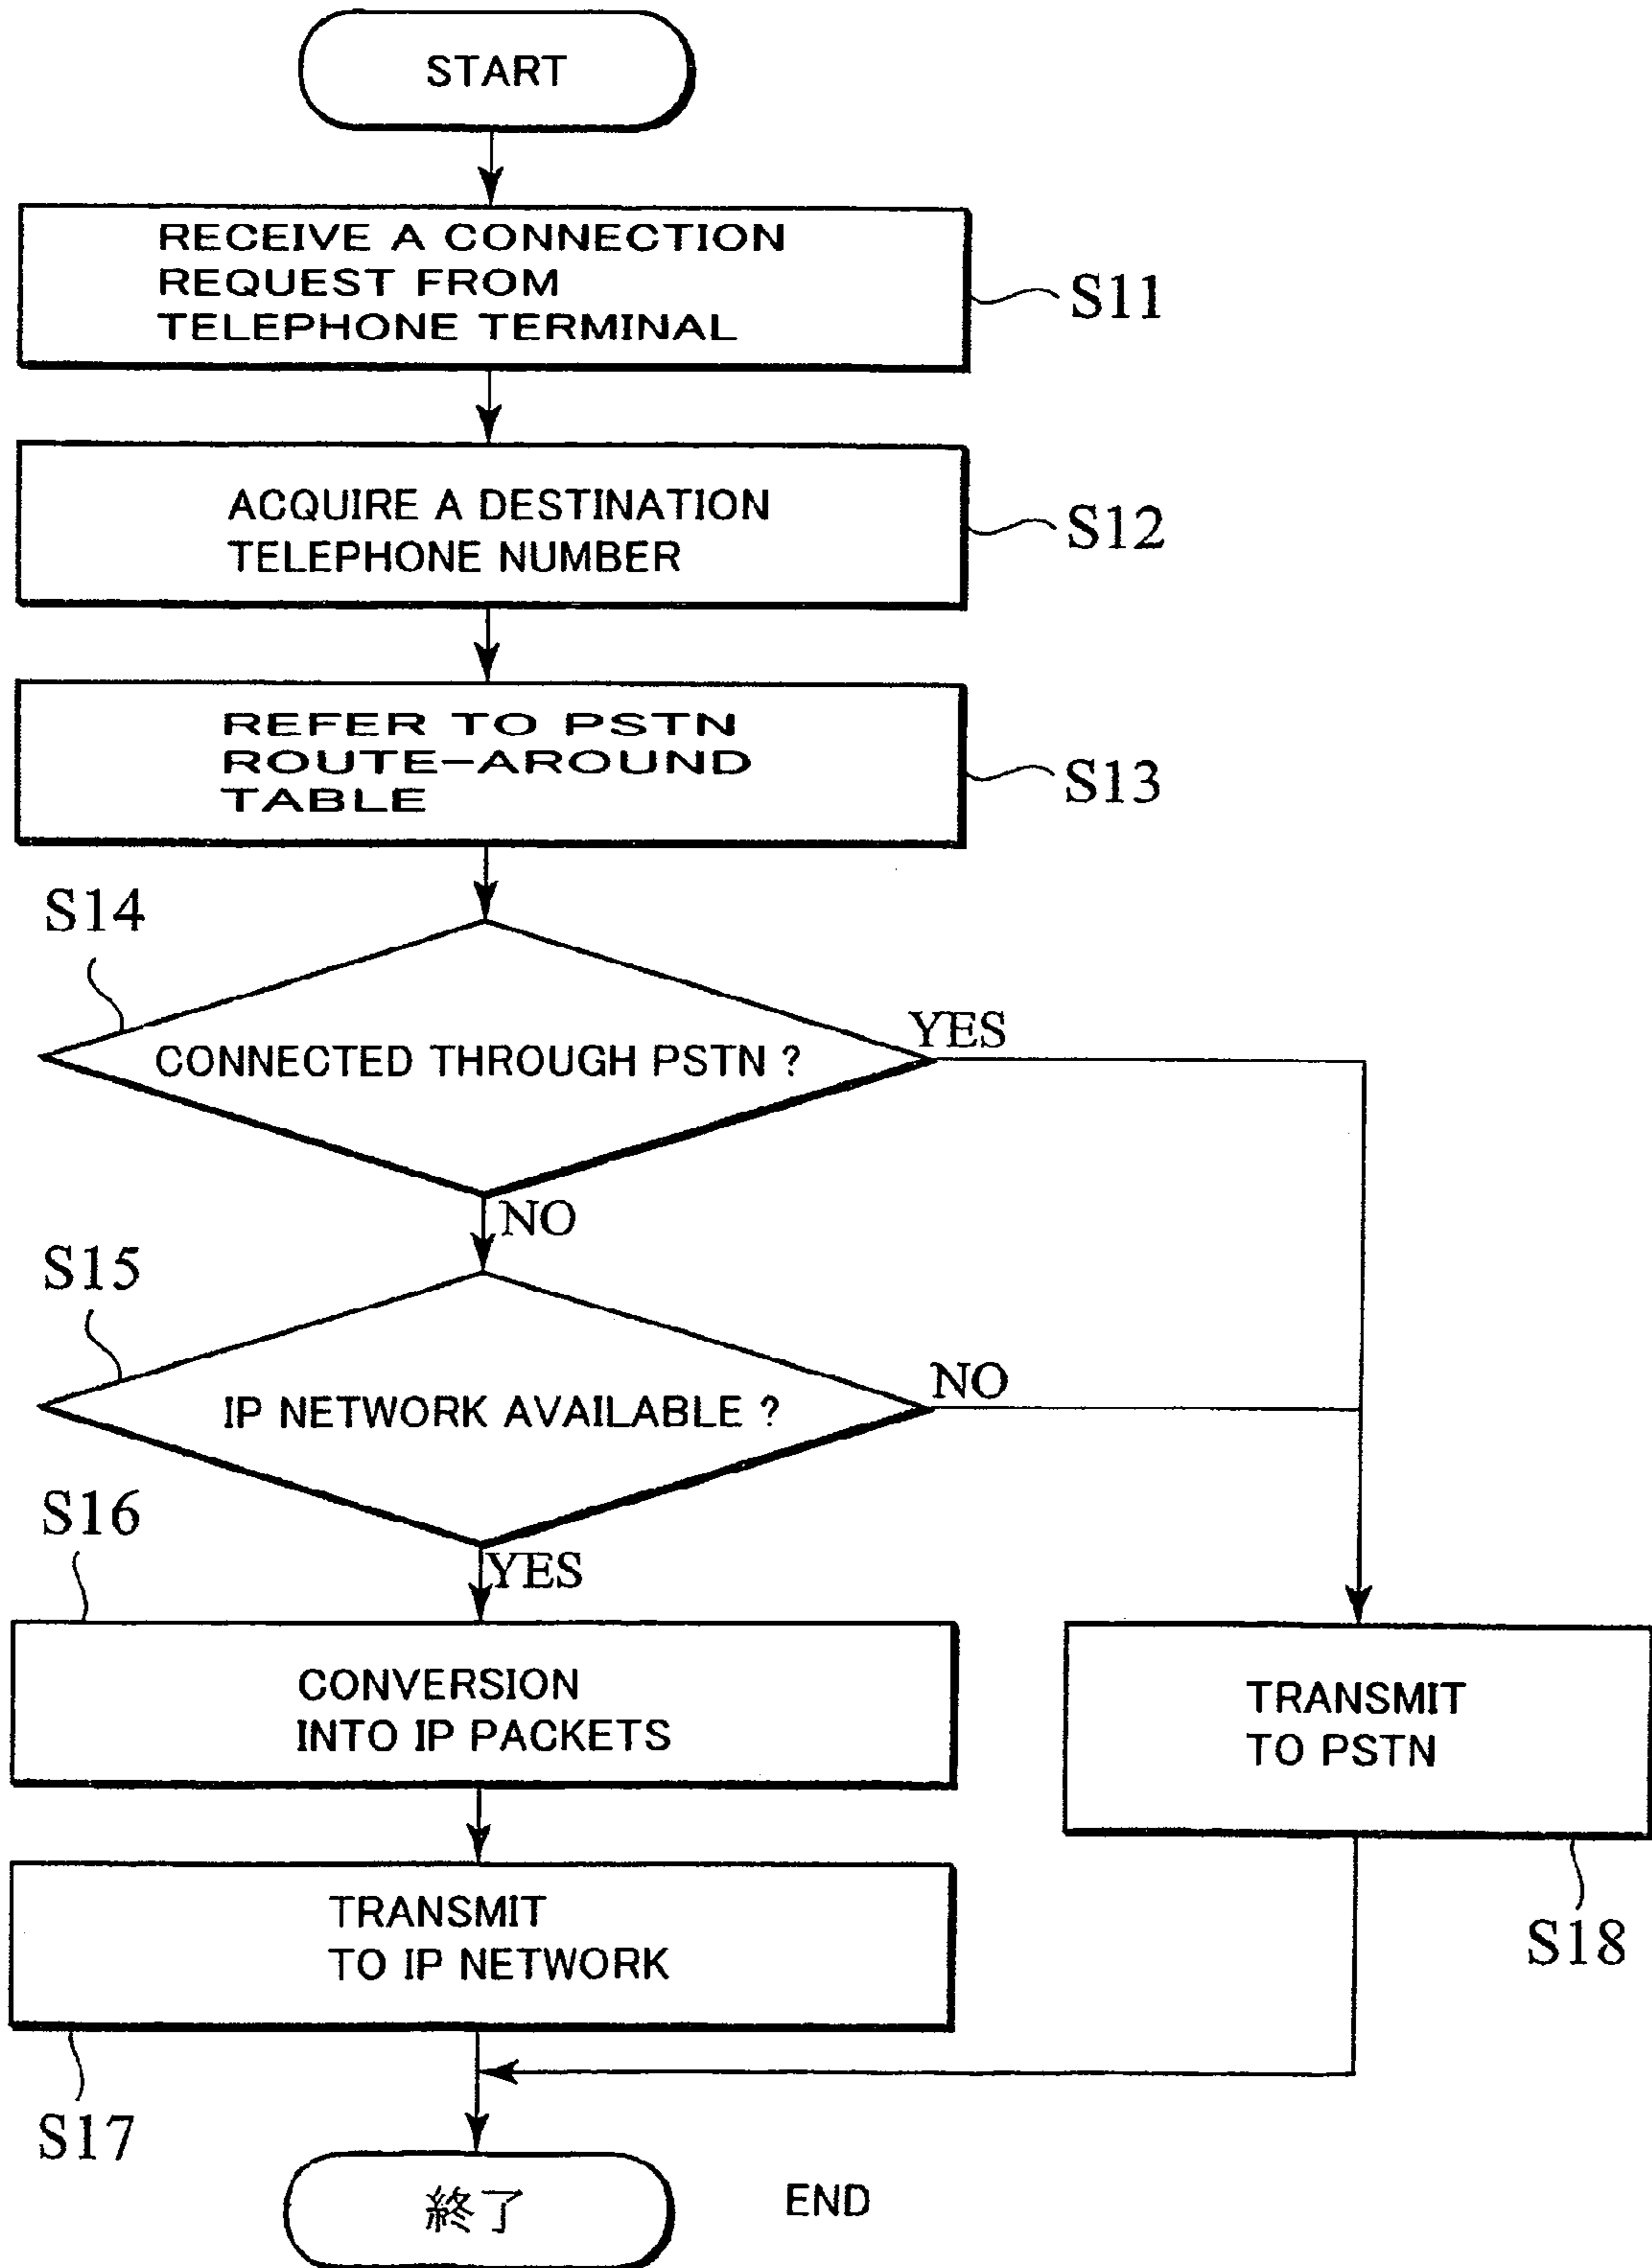 START
RECEIVE A CONNECTION
REQUEST FROM
TELEPHONE TERMINAL
S11
ACQUIRE A DESTINATION
TELEPHONE NUMBER
S12
REFER TO PSTN
ROUTE-AROUND
TABLE
S13
S14
CONNECTED THROUGH PSTN ?
YES
NO
S15
IP NETWORK AVAILABLE ?
NO
YES
S16
CONVERSION
INTO IP PACKETS
TRANSMIT
TO PSTN
S18
TRANSMIT
TO IP NETWORK
S17
終了
END